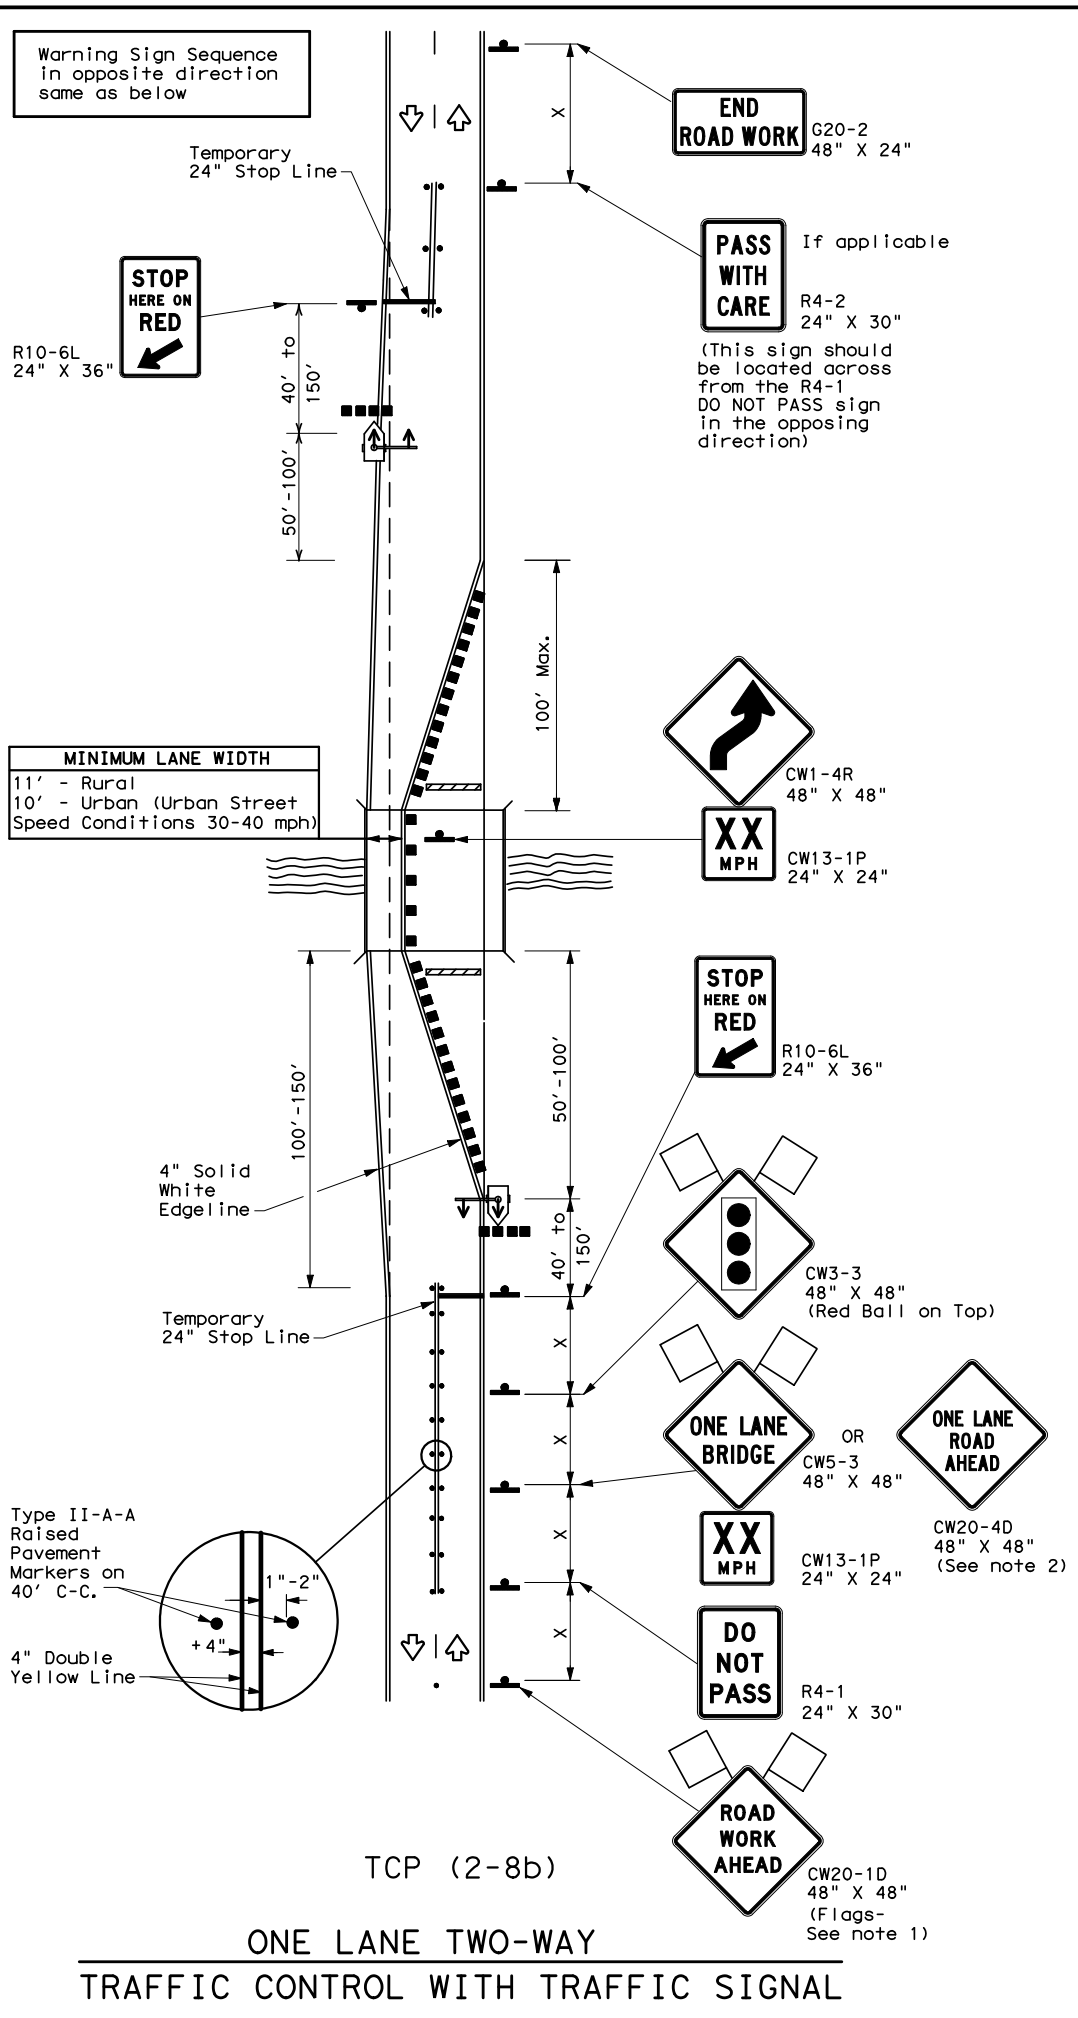 Warning Sign Sequence
in opposite direction
same as below
Temporary
24" Stop Line
X
END
ROAD WORK
G20-2
48" X 24"
PASS
WITH
CARE
If applicable
R4-2
24" X 30"
(This sign should
be located across
from the R4-1
DO NOT PASS sign
in the opposing
direction)
STOP
HERE ON
RED
R10-6L
24" X 36"
40' to
150'
50'-100'
100' Max.
MINIMUM LANE WIDTH
11' - Rural
10' - Urban (Urban Street
Speed Conditions 30-40 mph)
CW1-4R
48" X 48"
XX
MPH
CW13-1P
24" X 24"
STOP
HERE ON
RED
R10-6L
24" X 36"
100'-150'
50'-100'
4" Solid
White
Edgeline
40' to
150'
CW3-3
48" X 48"
(Red Ball on Top)
Temporary
24" Stop Line
X
X
ONE LANE
BRIDGE
OR
CW5-3
48" X 48"
ONE LANE
ROAD
AHEAD
CW20-4D
48" X 48"
(See note 2)
X
XX
MPH
CW13-1P
24" X 24"
Type II-A-A
Raised
Pavement
Markers on
40' C-C.
1"-2"
+4"
4" Double
Yellow Line
X
DO
NOT
PASS
R4-1
24" X 30"
ROAD
WORK
AHEAD
CW20-1D
48" X 48"
(Flags-
See note 1)
TCP (2-8b)
ONE LANE TWO-WAY
TRAFFIC CONTROL WITH TRAFFIC SIGNAL